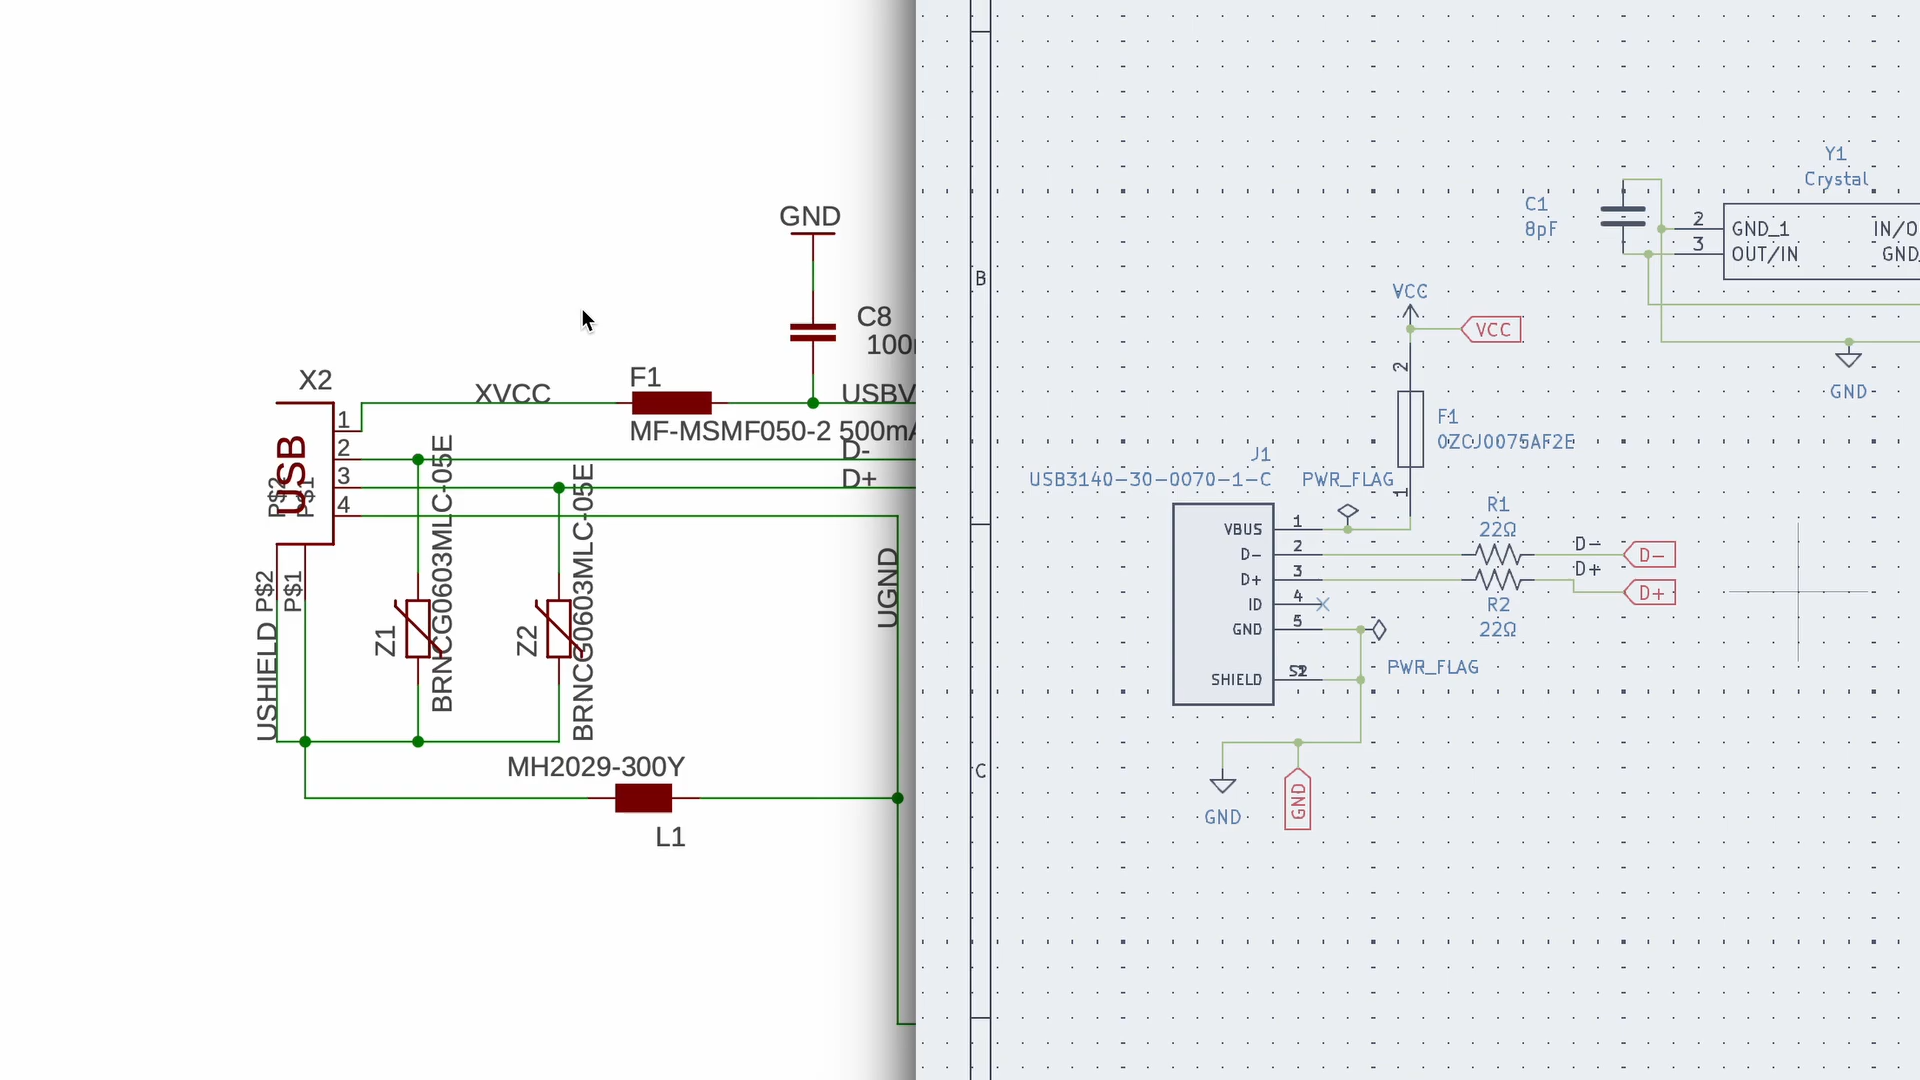 GND
C8
100
X2
XVCC
F1
USBV
MF-MSMF050-2 500mA
1
2
3
4
USB
P$2
P$1
D-
D+
P$2
P$1
USHIELD
Z1
BRNCG0603MLC-05E
Z2
BRNCG0603MLC-05E
UGND
MH2029-300Y
L1
B
C
Y1
Crystal
C1
8pF
2
3
GND_1
OUT/IN
IN/O
GND_
GND
VCC
VCC
2
F1
0ZCJ0075AF2E
1
J1
USB3140-30-0070-1-C
PWR_FLAG
VBUS
D-
D+
ID
GND
SHIELD
1
2
3
4
5
R1
22Ω
R2
22Ω
D-
D+
D-
D+
PWR_FLAG
GND
GND